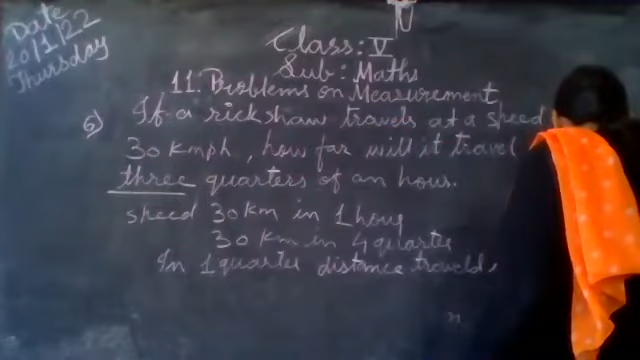 Date
20/1/22
Thursday
Class: V
Sub: Maths
11. Problems on Measurement
6) If a rickshaw travels at a speed
30 kmph, how far will it travel
three quarters of an hour.
speed 30 km in 1 hour
30 km in 4 quarter
In 1 quarter distance traveld